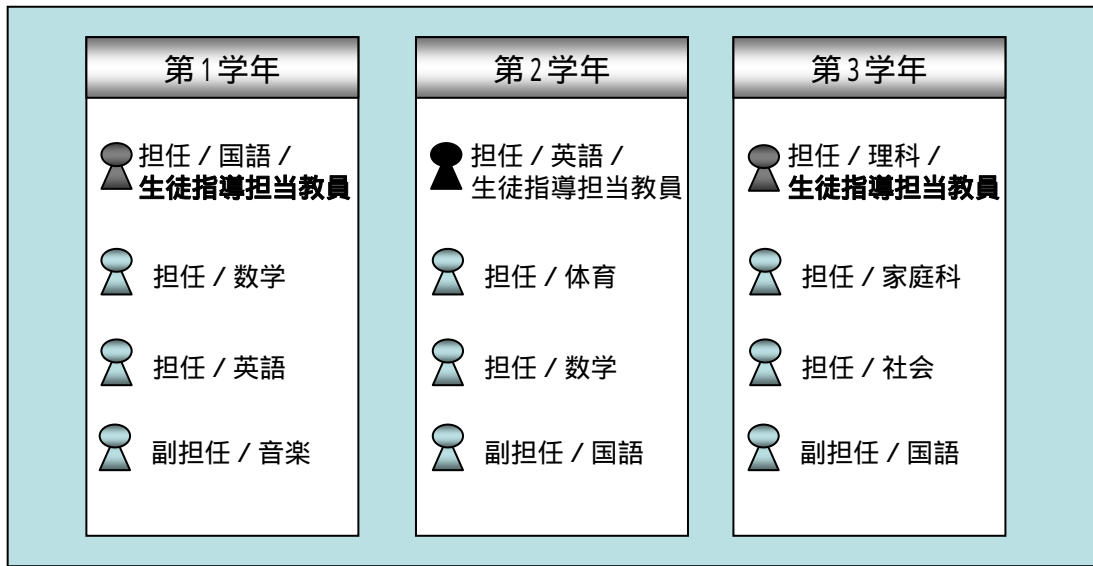 第1学年
担任 / 国語 /
生徒指導担当教員
担任 / 数学
担任 / 英語
副担任 / 音楽
第2学年
担任 / 英語 /
生徒指導担当教員
担任 / 体育
担任 / 数学
副担任 / 国語
第3学年
担任 / 理科 /
生徒指導担当教員
担任 / 家庭科
担任 / 社会
副担任 / 国語